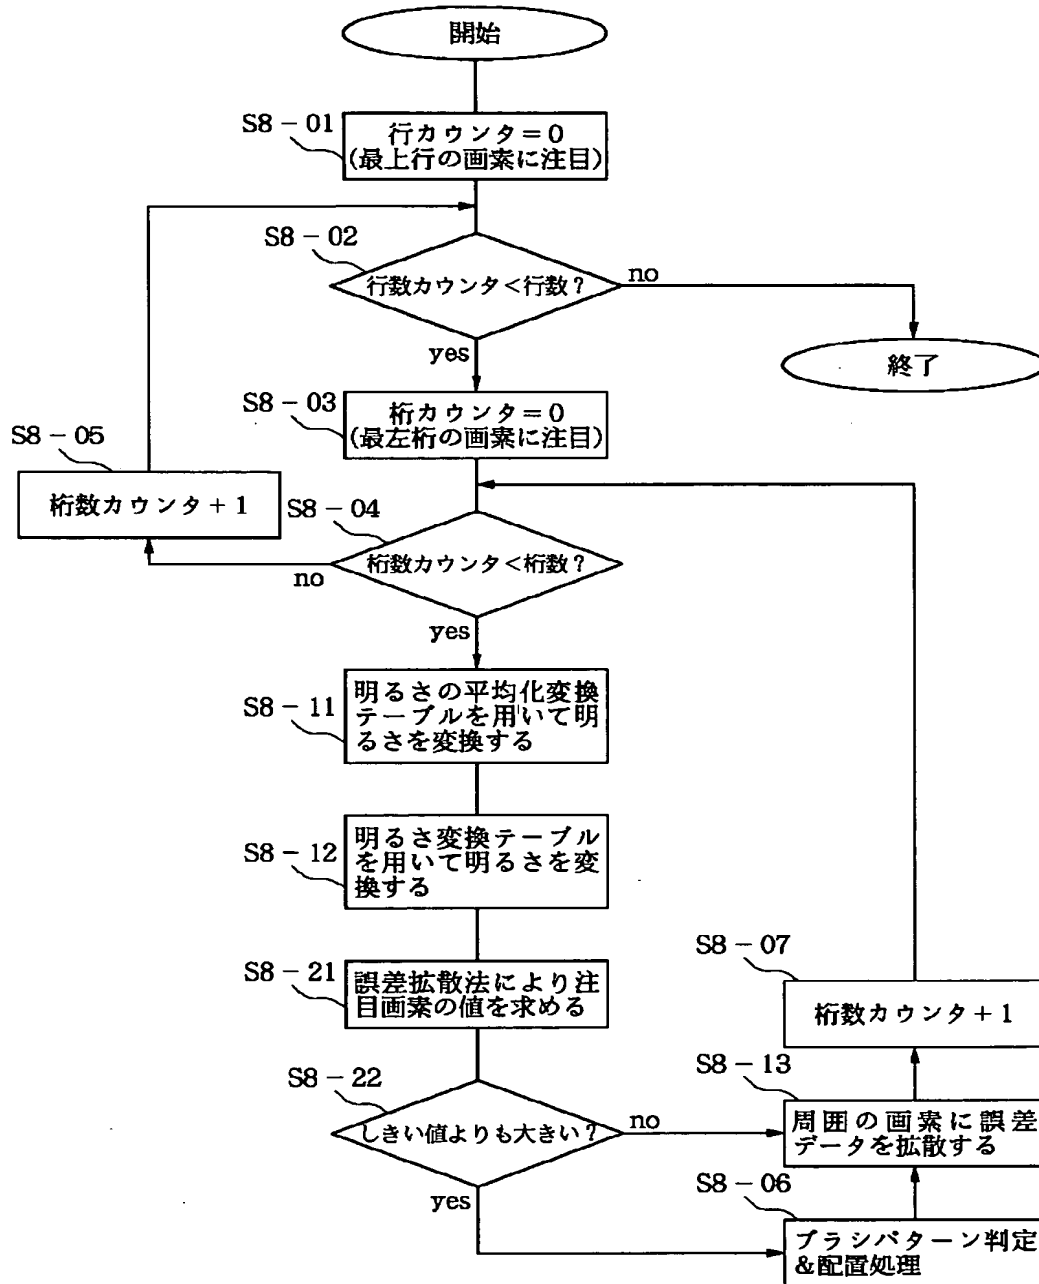 開始
S8-01
行カウンタ=0
(最上行の画素に注目)
S8-02
行数カウンタ<行数?
no
yes
終了
S8-03
桁カウンタ=0
(最左桁の画素に注目)
S8-05
桁数カウンタ+1
S8-04
桁数カウンタ<桁数?
no
yes
S8-11
明るさの平均化変換
テーブルを用いて明
るさを変換する
S8-12
明るさ変換テーブル
を用いて明るさを変
換する
S8-21
誤差拡散法により注
目画素の値を求める
S8-07
桁数カウンタ+1
S8-22
しきい値よりも大きい?
no
yes
S8-13
周囲の画素に誤差
データを拡散する
S8-06
ブラシパターン判定
&配置処理